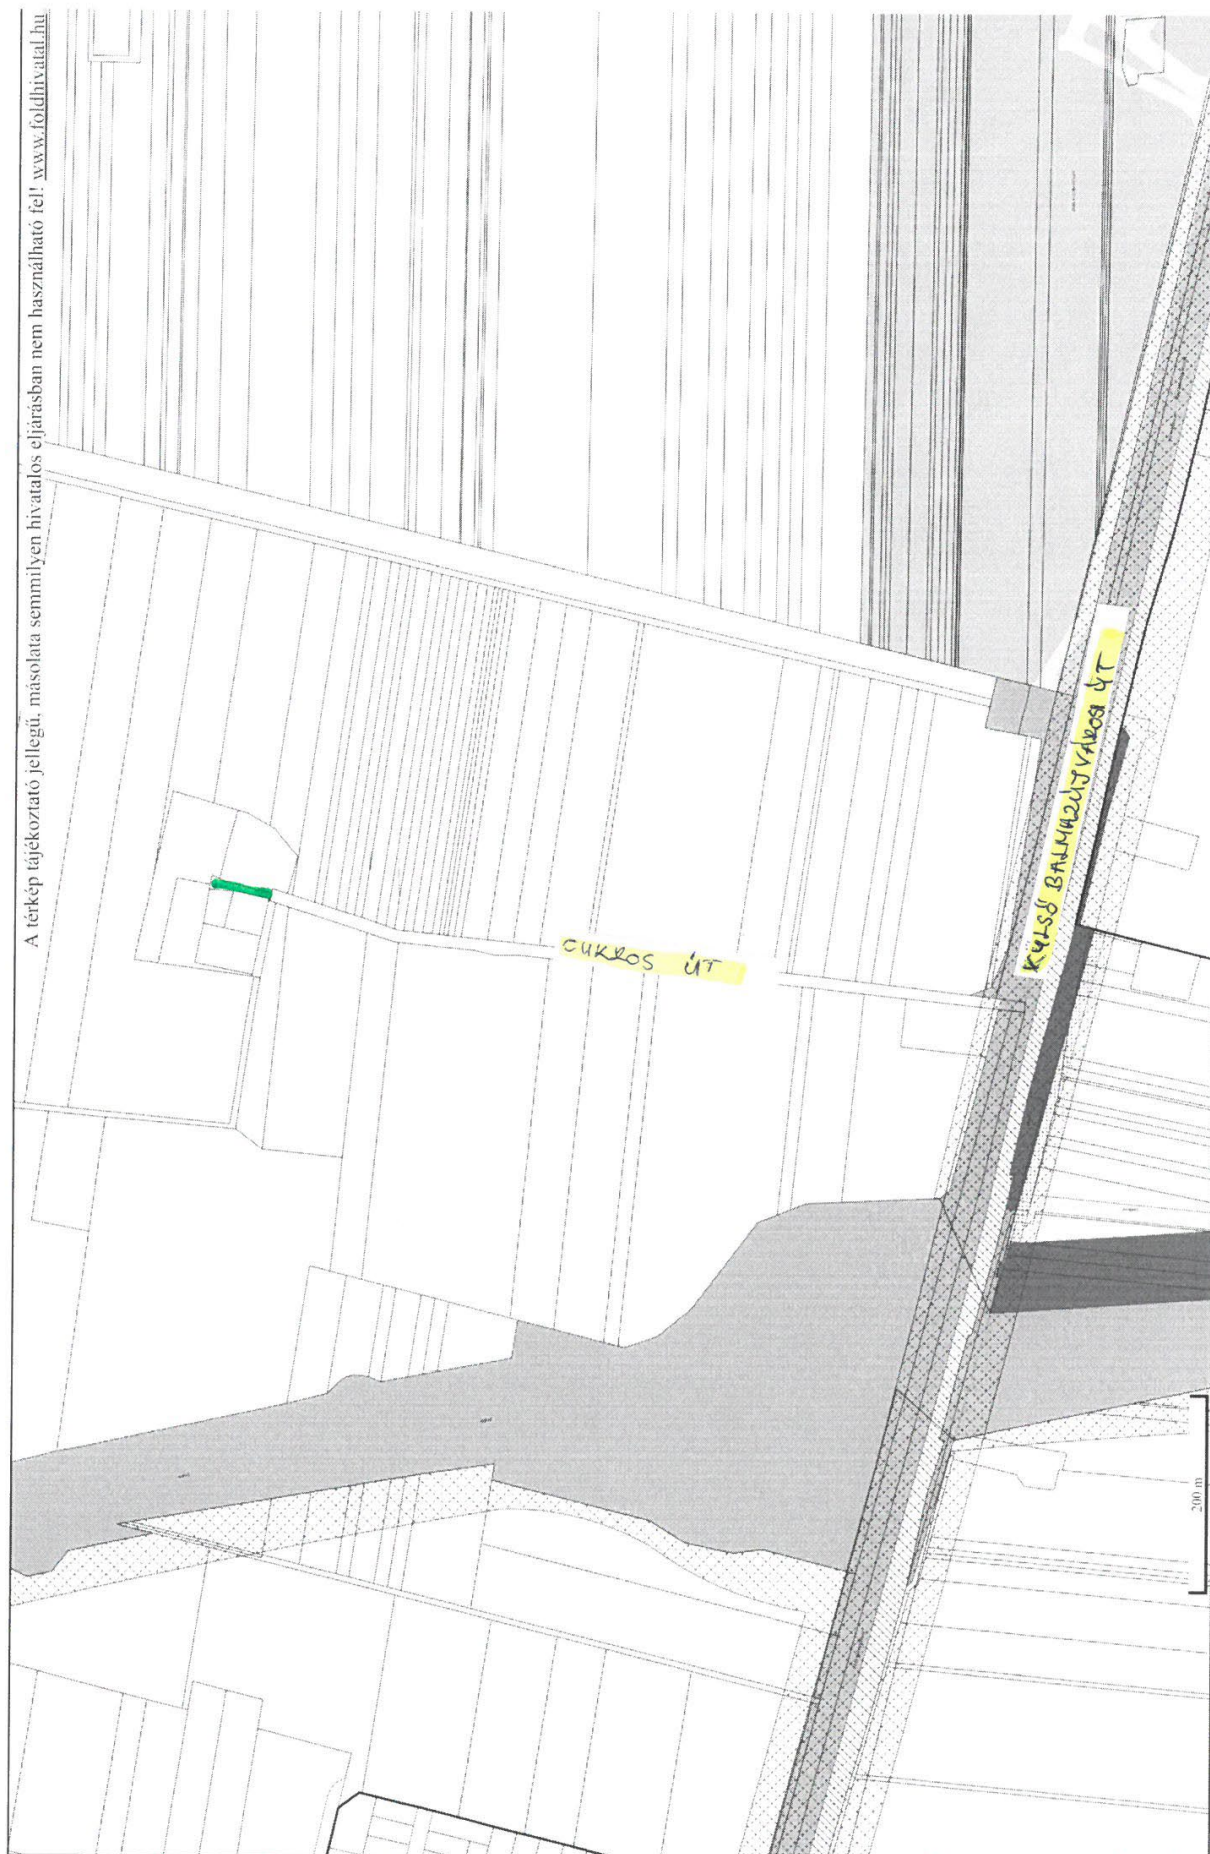 A térkép tájékoztató jellegű, másolata semmilyen hivatalos eljárásban nem használható fel! www.foldhivatal.hu
CUKROS ÚT
KÜLSŐ BALMAZÚJVÁROSI ÚT
200 m